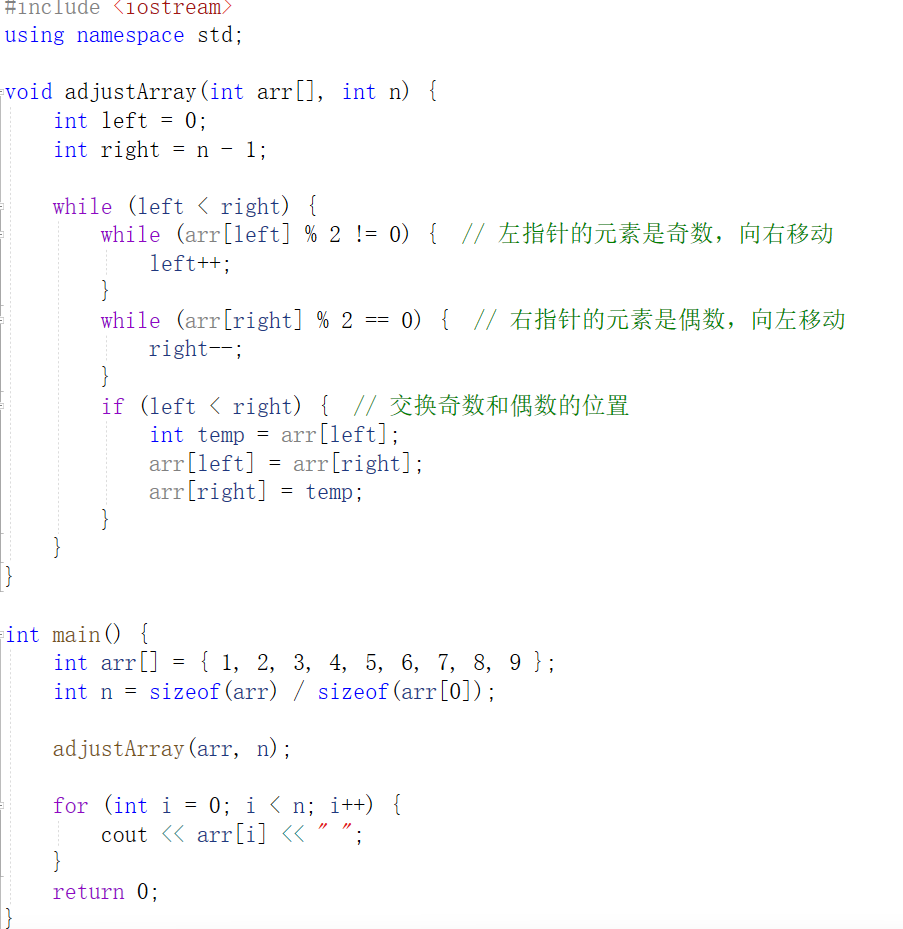 #include <iostream>
using namespace std;
void adjustArray(int arr[], int n) {
    int left = 0;
    int right = n - 1;
    while (left < right) {
        while (arr[left] % 2 != 0) {  // 左指针的元素是奇数，向右移动
            left++;
        }
        while (arr[right] % 2 == 0) {  // 右指针的元素是偶数，向左移动
            right--;
        }
        if (left < right) {  // 交换奇数和偶数的位置
            int temp = arr[left];
            arr[left] = arr[right];
            arr[right] = temp;
        }
    }
}
int main() {
    int arr[] = { 1, 2, 3, 4, 5, 6, 7, 8, 9 };
    int n = sizeof(arr) / sizeof(arr[0]);
    adjustArray(arr, n);
    for (int i = 0; i < n; i++) {
        cout << arr[i] << " ";
    }
    return 0;
}